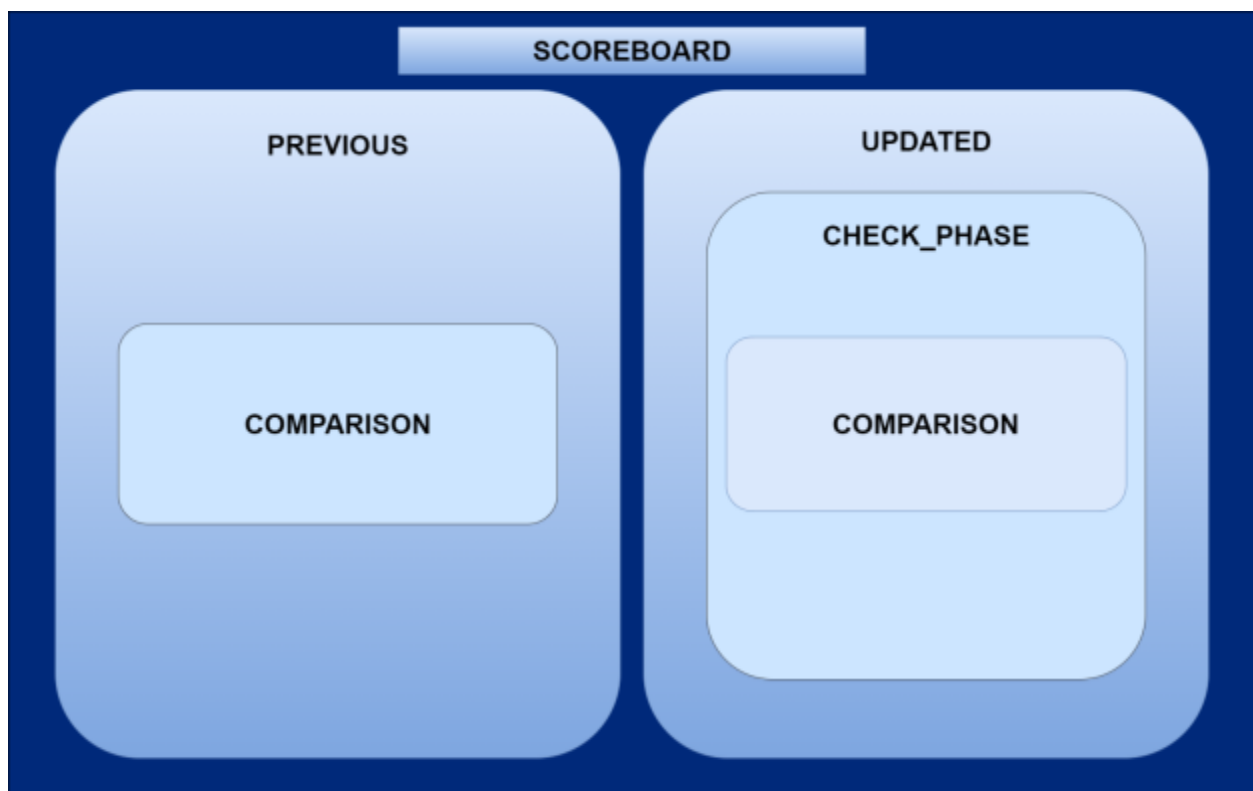 SCOREBOARD
PREVIOUS
COMPARISON
UPDATED
CHECK_PHASE
COMPARISON